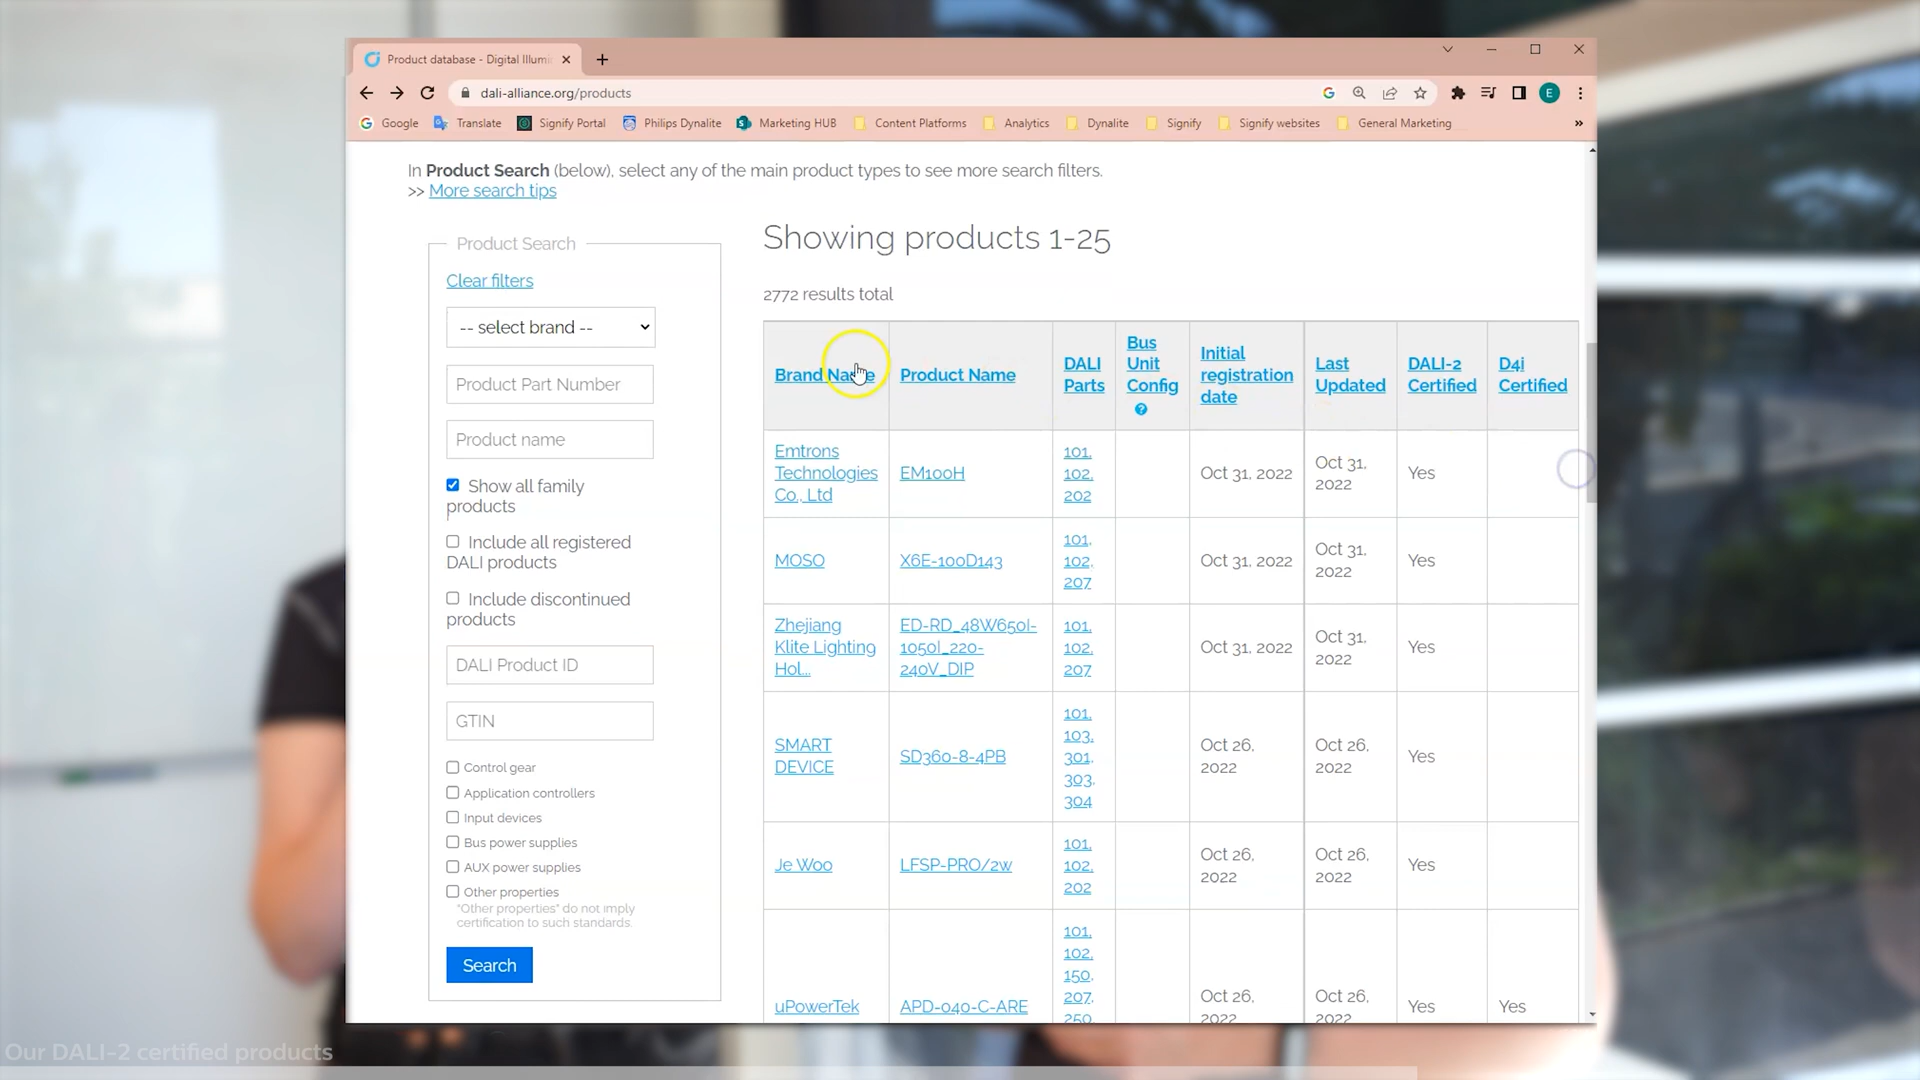 Product database - Digital Illumi
dali-alliance.org/products
E
Google Translate Signify Portal Philips Dynalite Marketing HUB Content Platforms Analytics Dynalite Signify Signify websites General Marketing »
In Product Search (below), select any of the main product types to see more search filters.
>> More search tips
Product Search
Clear filters
-- select brand --
Product Part Number
Product name
Show all family
products
Include all registered
DALI products
Include discontinued
products
DALI Product ID
GTIN
Control gear
Application controllers
Input devices
Bus power supplies
AUX power supplies
Other properties
"Other properties" do not imply
certification to such standards.
Search
Showing products 1-25
2772 results total
Brand Name
Product Name
DALI
Parts
Bus
Unit
Config
?
Initial
registration
date
Last
Updated
DALI-2
Certified
D4i
Certified
Emtrons
Technologies
Co., Ltd
EM100H
101,
102,
202
Oct 31, 2022
Oct 31,
2022
Yes
MOSO
X6E-100D143
101,
102,
207
Oct 31, 2022
Oct 31,
2022
Yes
Zhejiang
Klite Lighting
Hol...
ED-RD_48W650I-
1050I_220-
240V_DIP
101,
102,
207
Oct 31, 2022
Oct 31,
2022
Yes
SMART
DEVICE
SD360-8-4PB
101,
103,
301,
303,
304
Oct 26,
2022
Oct 26,
2022
Yes
Je Woo
LFSP-PRO/2w
101,
102,
202
Oct 26,
2022
Oct 26,
2022
Yes
uPowerTek
APD-040-C-ARE
101,
102,
150,
207,
250,
Oct 26,
2022
Oct 26,
2022
Yes
Yes
Our DALI-2 certified products